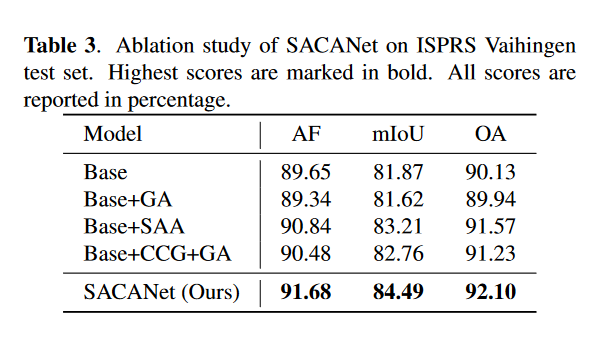 Table 3. Ablation study of SACANet on ISPRS Vaihingen
test set. Highest scores are marked in bold. All scores are
reported in percentage.
Model AF mIoU OA
Base 89.65 81.87 90.13
Base+GA 89.34 81.62 89.94
Base+SAA 90.84 83.21 91.57
Base+CCG+GA 90.48 82.76 91.23
SACANet (Ours) 91.68 84.49 92.10